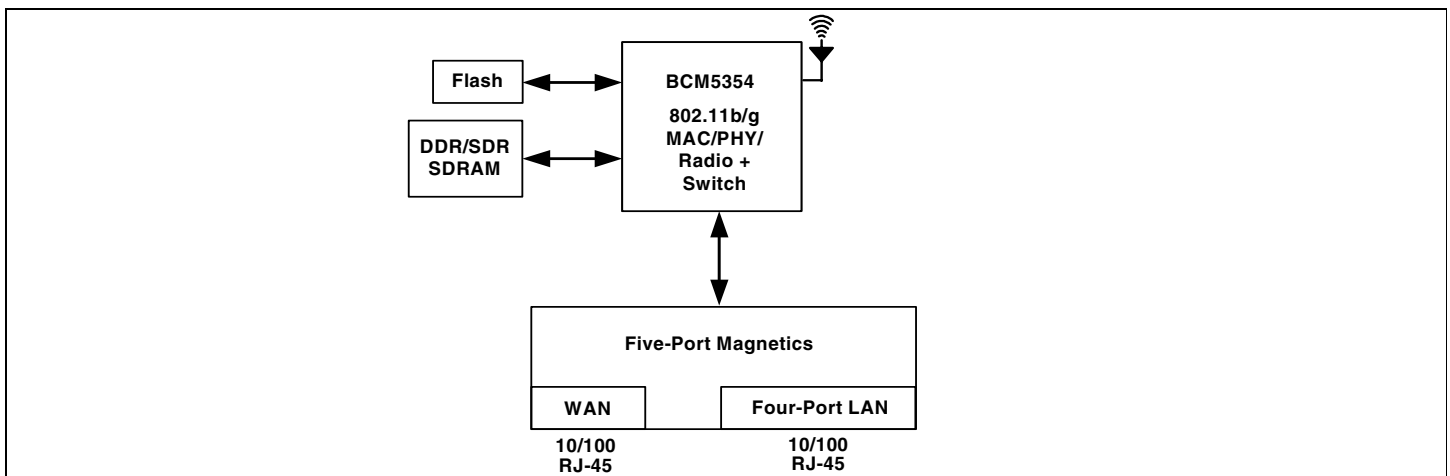 Flash
DDR/SDR
SDRAM
BCM5354
802.11b/g
MAC/PHY/
Radio +
Switch
Five-Port Magnetics
WAN
Four-Port LAN
10/100
RJ-45
10/100
RJ-45